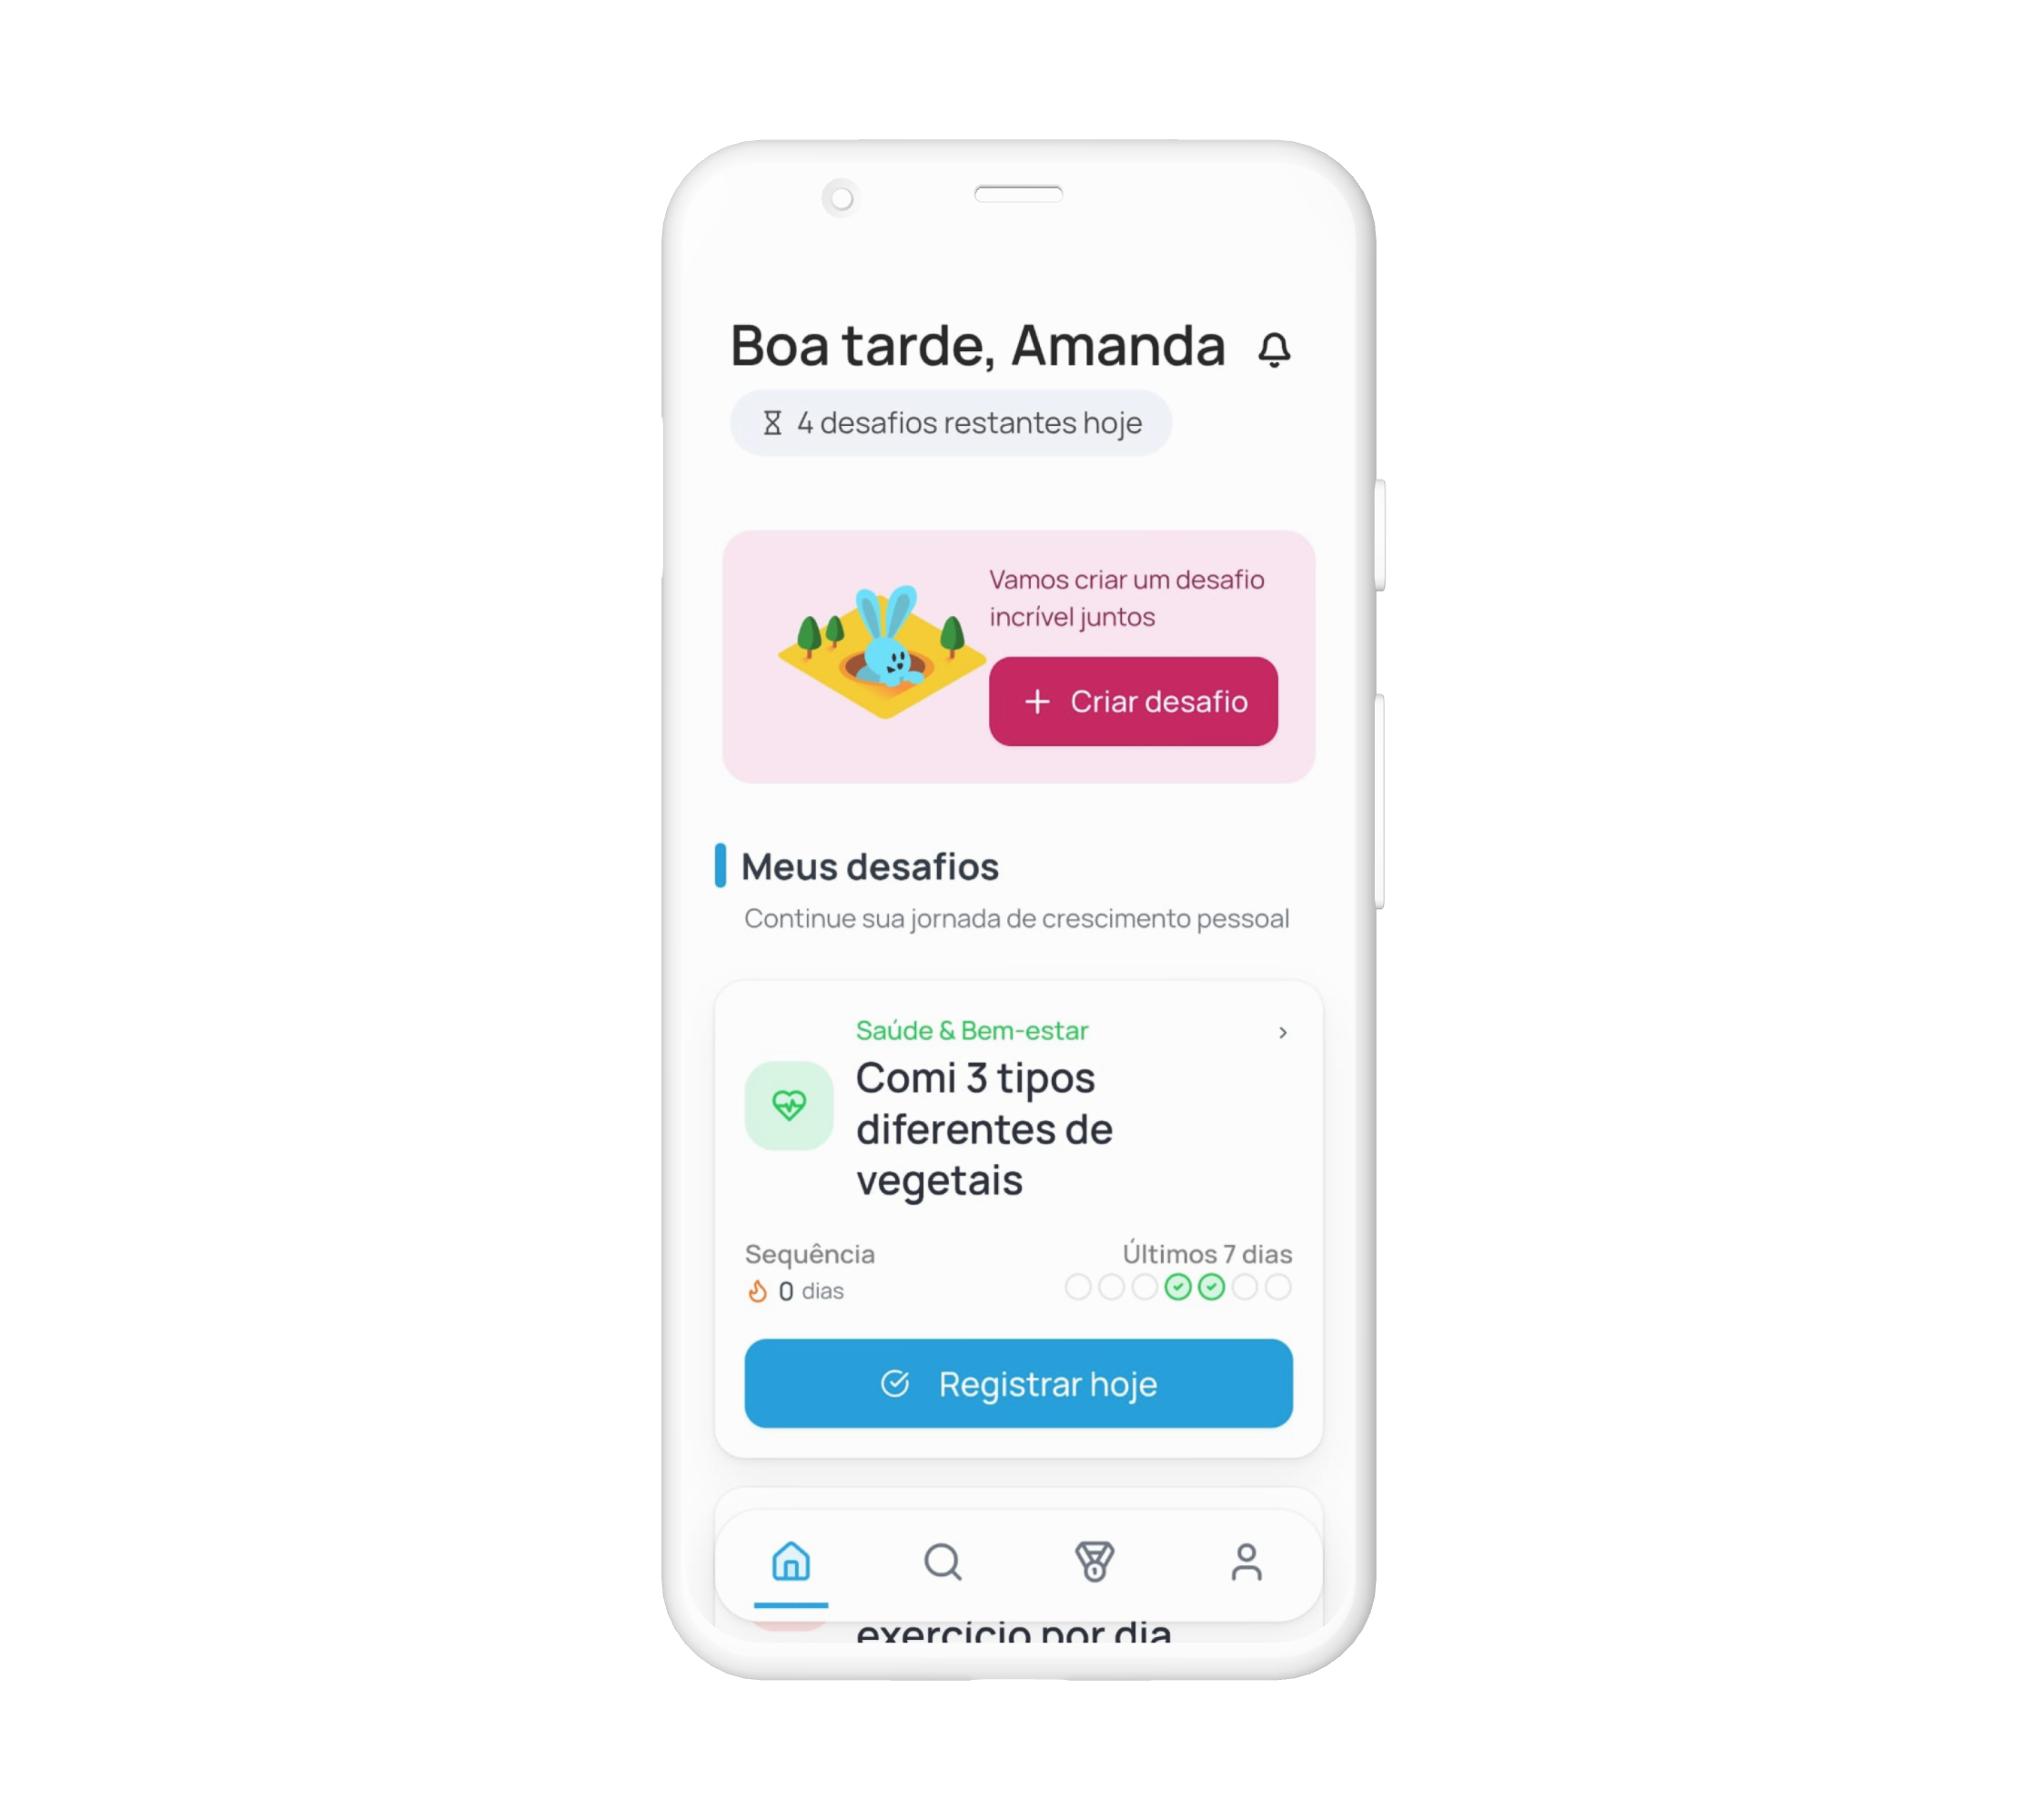 Boa tarde, Amanda
4 desafios restantes hoje
Vamos criar um desafio
incrível juntos
+ Criar desafio
Meus desafios
Continue sua jornada de crescimento pessoal
Saúde & Bem-estar
Comi 3 tipos
diferentes de
vegetais
Sequência
0 dias
Últimos 7 dias
Registrar hoje
exercício por dia